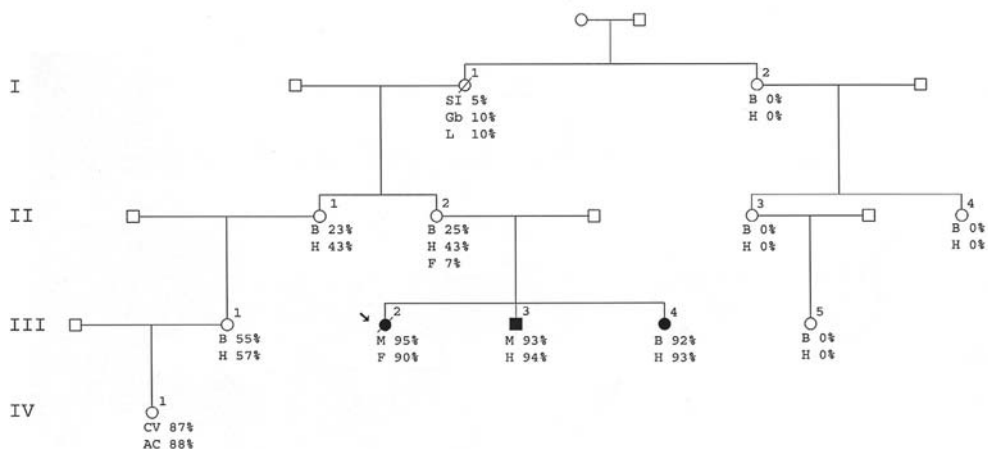 1 2
I
SI 5% B 0%
Gb 10% H 0%
L 10%
1 2 3 4
II
B 23% B 25% B 0% B 0%
H 43% H 43% H 0% H 0%
F 7%
1 2 3 4 5
III
B 55% M 95% M 93% B 92% B 0%
H 57% F 90% H 94% H 93% H 0%
1
IV
CV 87%
AC 88%